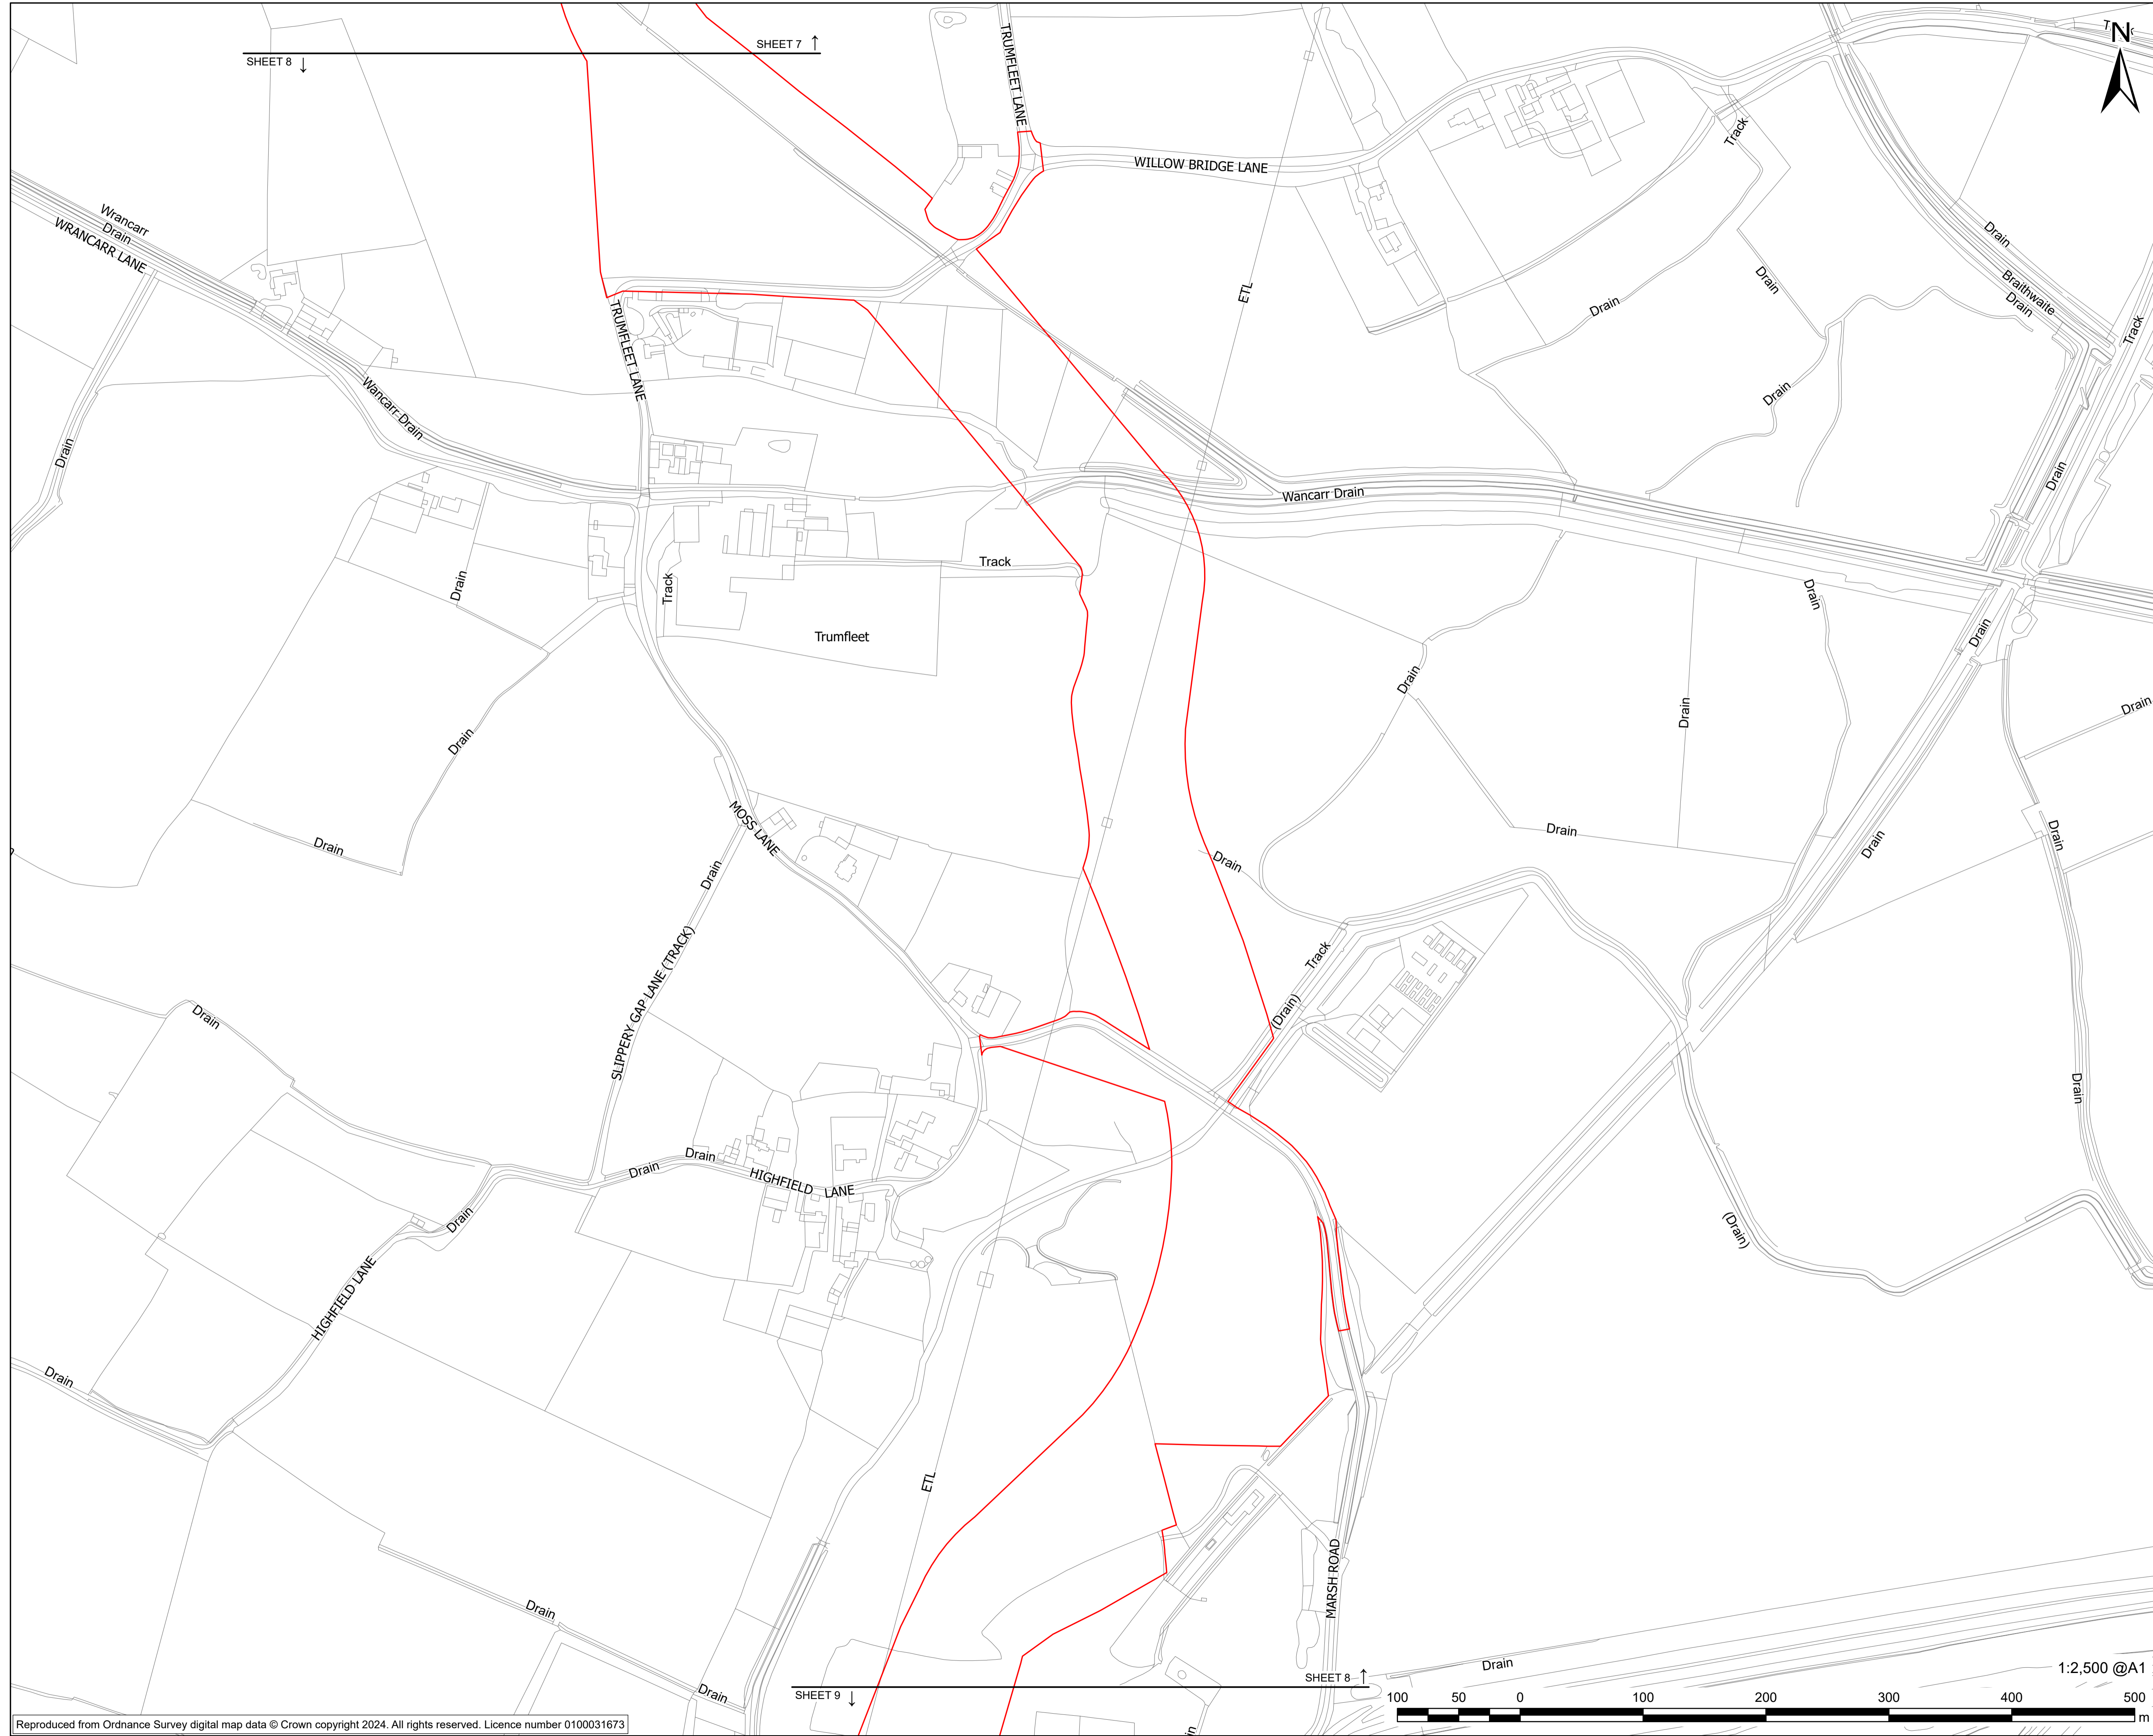 SHEET 7 ↑
SHEET 8 ↓
TRUMFLEET LANE
N
WILLOW BRIDGE LANE
Track
Wrancarr
Drain
WRANCARR LANE
Drain
Braithwaite
Drain
Drain
Drain
ETL
Track
TRUMFLEET LANE
Wancarr Drain
Drain
Drain
Drain
Wancarr Drain
Track
Track
Drain
Drain
Drain
Trumfleet
Drain
Drain
Drain
Drain
MOSS LANE
Drain
Drain
Drain
Drain
Drain
Drain
SLIPPERY GAP LANE (TRACK)
Track
(Drain)
Drain
Drain
Drain
Drain
HIGHFIELD LANE
Drain
(Drain)
HIGHFIELD LANE
Drain
ETL
MARSH ROAD
Drain
Drain
Drain
SHEET 8 ↑
SHEET 9 ↓
1:2,500 @A1
100 50 0 100 200 300 400 500
m
Reproduced from Ordnance Survey digital map data © Crown copyright 2024. All rights reserved. Licence number 0100031673